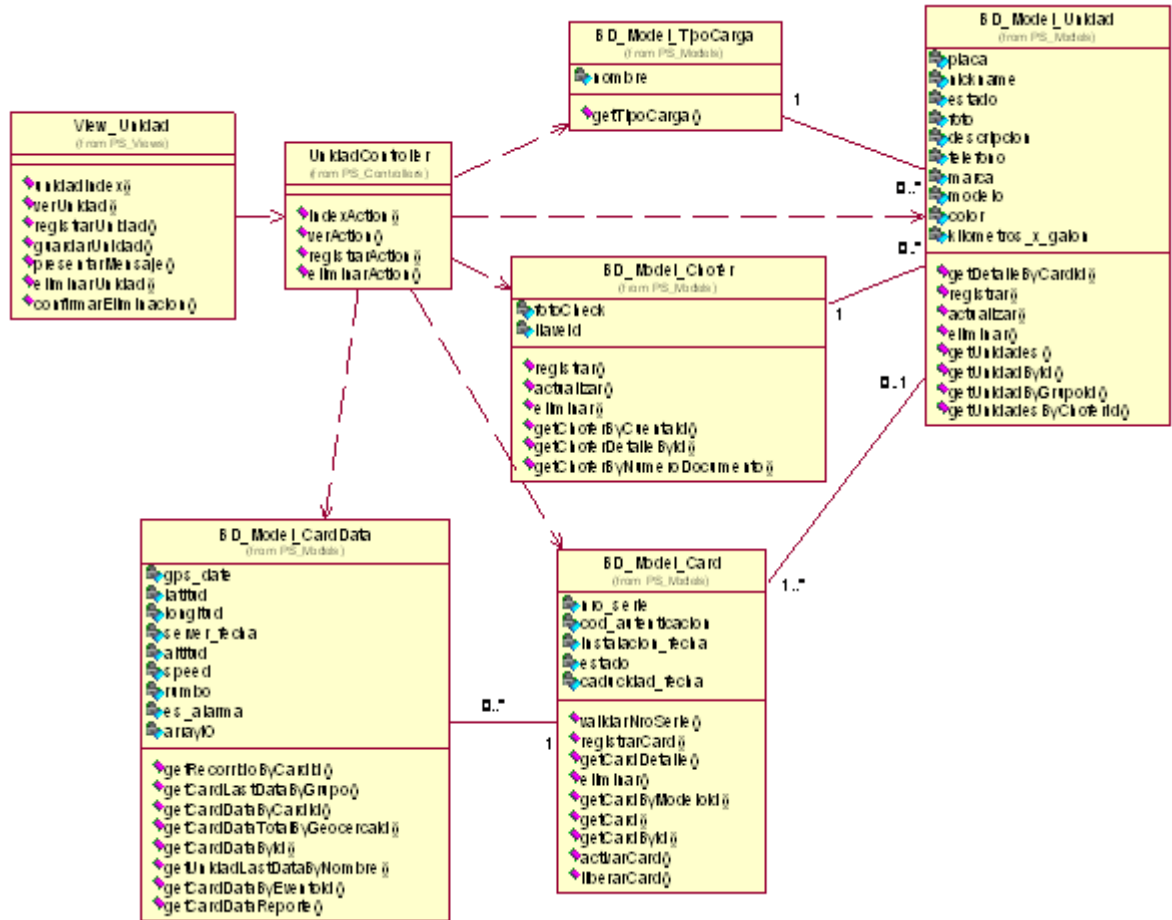 View_Unidad
(from PS_Views)
unidadIndex()
verUnidad()
registrarUnidad()
guardarUnidad()
presentarMensaje()
eliminarUnidad()
confirmarEliminacion()
UnidadController
(from PS_Controllers)
indexAction()
verAction()
registrarAction()
eliminarAction()
BD_Model_TipoCarga
(from PS_Models)
nombre
getTipoCarga()
1
0..*
BD_Model_Unidad
(from PS_Models)
placa
nickname
estado
foto
descripcion
telefono
marca
modelo
color
kilometros_x_galon
getDetalleByCardId()
registrar()
actualizar()
eliminar()
getUnidades ()
getUnidadById()
getUnidadByGrupoId()
getUnidadesByChoferId()
BD_Model_Chofer
(from PS_Models)
fotoCheck
llaveId
registrar()
actualizar()
eliminar()
getChoferByCuentaId()
getChoferDetalleById()
getChoferByNumeroDocumento()
0..*
1
0..1
1..*
BD_Model_CardData
(from PS_Models)
gps_date
latitud
longitud
server_fecha
altitud
speed
rumbo
es_alarma
arrayIO
getRecorridoByCardId()
getCardLastDataByGrupo()
getCardDataByCardId()
getCardDataTotalByGeocercaId()
getCardDataById()
getUnidadLastDataByNombre()
getCardDataByEventoId()
getCardDataReporte()
0..*
1
BD_Model_Card
(from PS_Models)
nro_serie
cod_autenticacion
instalacion_fecha
estado
caducidad_fecha
validarNroSerie()
registrarCard()
getCardDetalle()
eliminar()
getCardByModeloId()
getCard()
getCardById()
activarCard()
liberarCard()